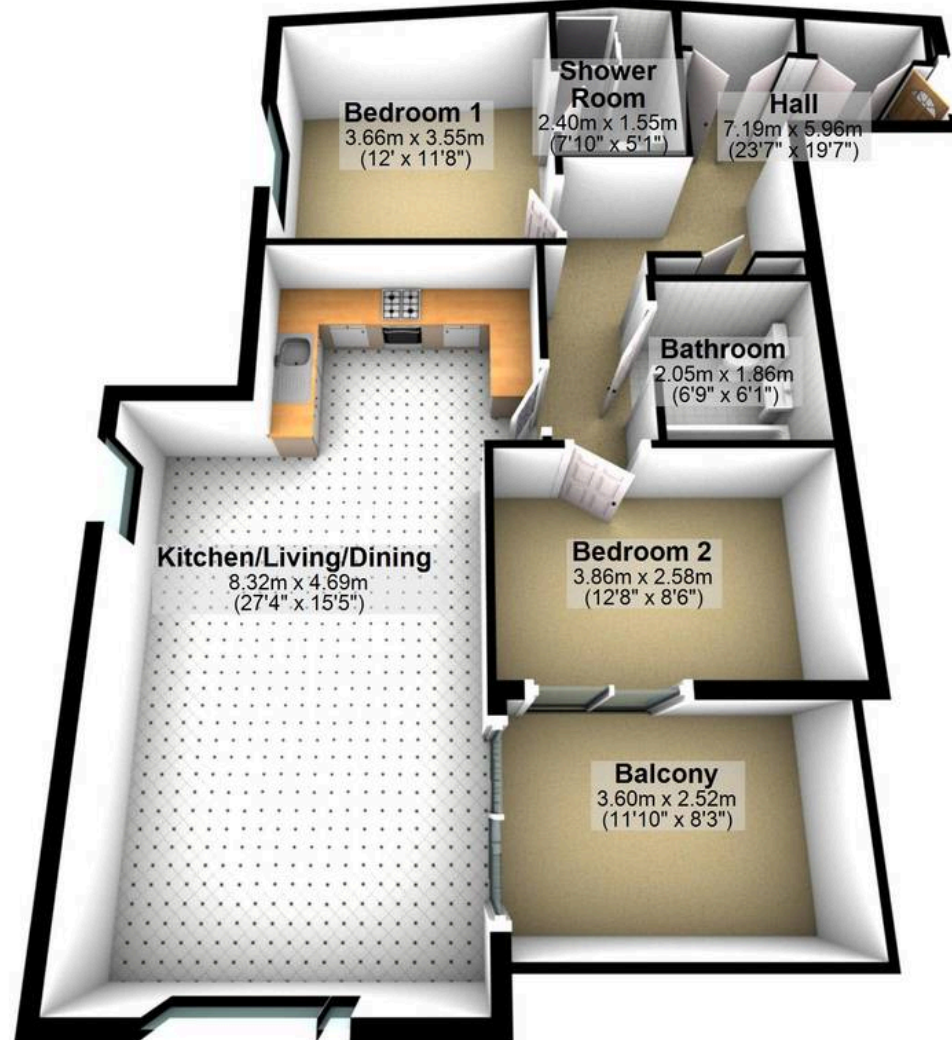 Bedroom 1
3.66m x 3.55m
(12' x 11'8")
Shower
Room
2.40m x 1.55m
(7'10" x 5'1")
Hall
7.19m x 5.96m
(23'7" x 19'7")
Bathroom
2.05m x 1.86m
(6'9" x 6'1")
Kitchen/Living/Dining
8.32m x 4.69m
(27'4" x 15'5")
Bedroom 2
3.86m x 2.58m
(12'8" x 8'6")
Balcony
3.60m x 2.52m
(11'10" x 8'3")